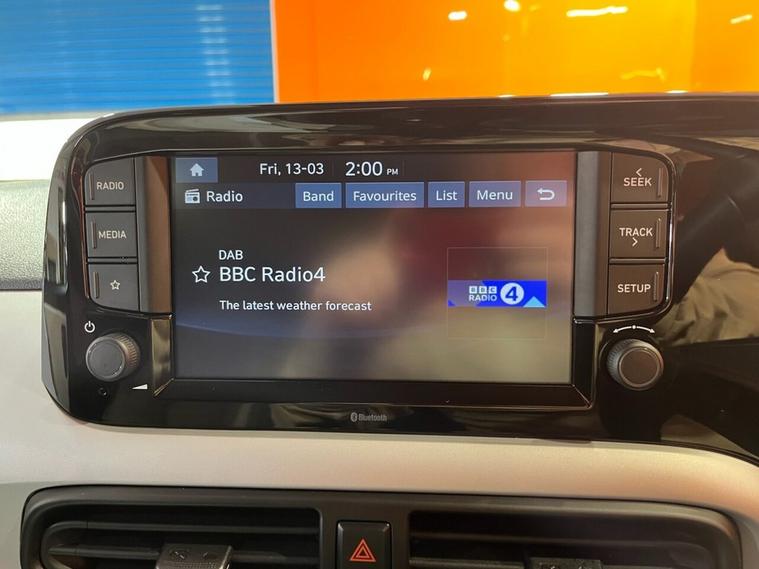 Fri, 13-03 2:00 PM
Radio Band Favourites List Menu
DAB
BBC Radio4
The latest weather forecast
BBC
RADIO 4
RADIO
MEDIA
SEEK
TRACK
SETUP
Bluetooth